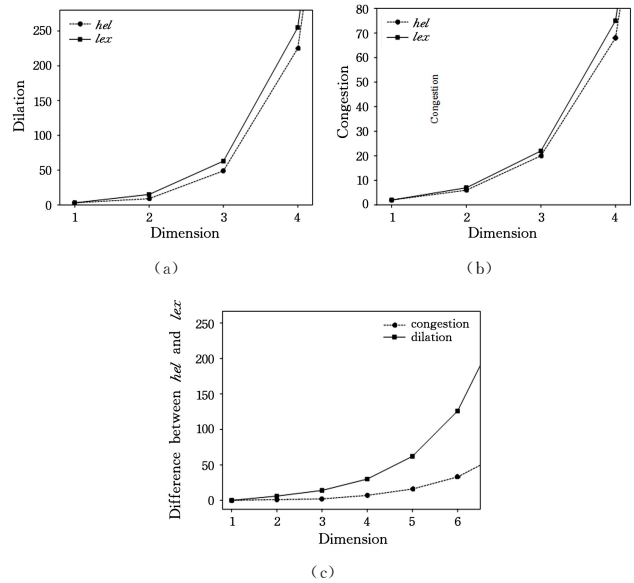 250
200
150
100
50
0
Dilation
hel
lex
1 2 3 4
Dimension
(a)
80
70
60
50
40
30
20
10
0
Congestion
hel
lex
Congestion
1 2 3 4
Dimension
(b)
250
200
150
100
50
0
Difference between hel and lex
congestion
dilation
1 2 3 4 5 6
Dimension
(c)